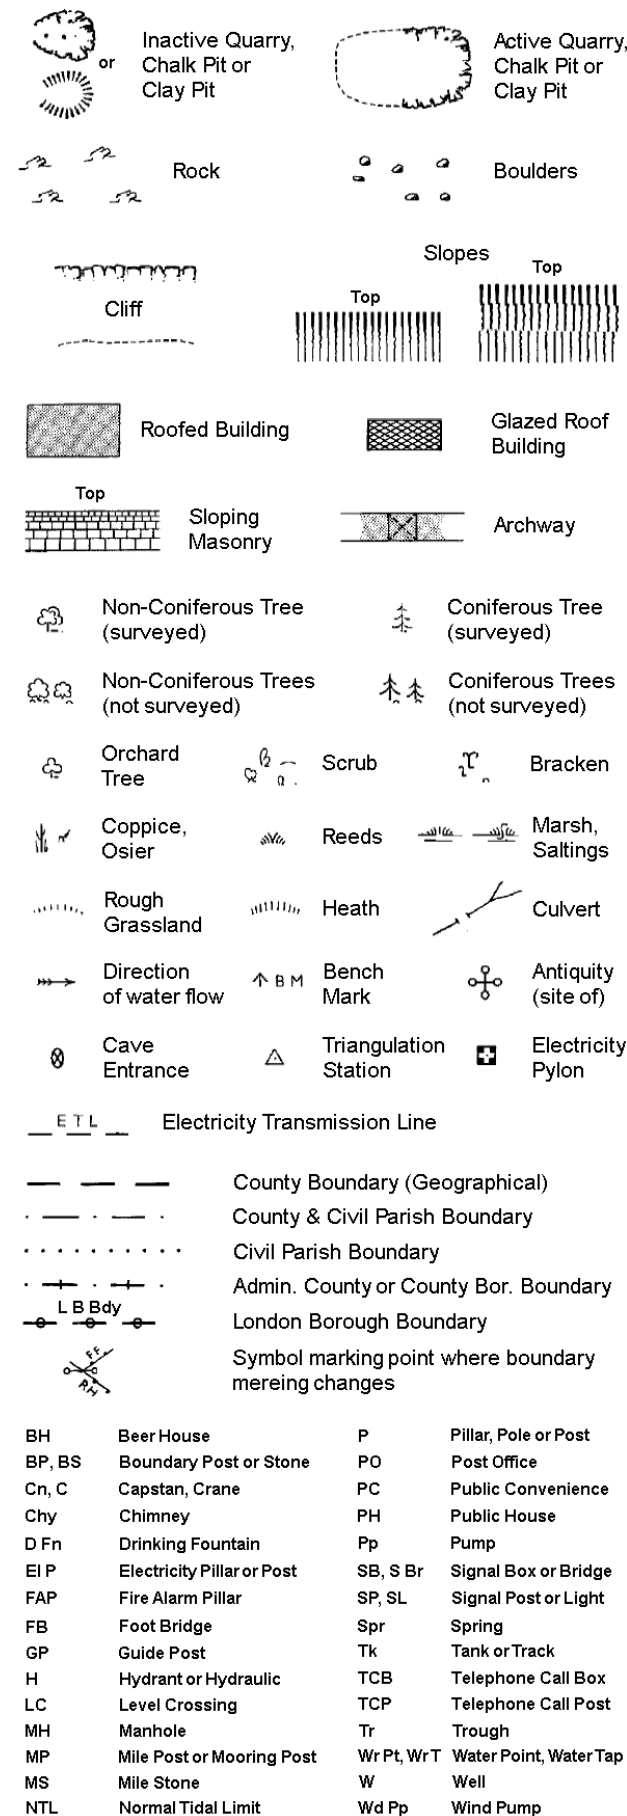 or
Inactive Quarry,
Chalk Pit or
Clay Pit
Active Quarry,
Chalk Pit or
Clay Pit
Rock
Boulders
Cliff
Slopes
Top
Top
Roofed Building
Glazed Roof
Building
Top
Sloping
Masonry
Archway
Non-Coniferous Tree
(surveyed)
Coniferous Tree
(surveyed)
Non-Coniferous Trees
(not surveyed)
Coniferous Trees
(not surveyed)
Orchard
Tree
Scrub
Bracken
Coppice,
Osier
Reeds
Marsh,
Saltings
Rough
Grassland
Heath
Culvert
Direction
of water flow
B M
Bench
Mark
Antiquity
(site of)
Cave
Entrance
Triangulation
Station
Electricity
Pylon
E T L
Electricity Transmission Line
County Boundary (Geographical)
County & Civil Parish Boundary
Civil Parish Boundary
Admin. County or County Bor. Boundary
L B Bdy
London Borough Boundary
FF
RH
Symbol marking point where boundary
mereing changes
BH Beer House P Pillar, Pole or Post
BP, BS Boundary Post or Stone PO Post Office
Cn, C Capstan, Crane PC Public Convenience
Chy Chimney PH Public House
D Fn Drinking Fountain Pp Pump
El P Electricity Pillar or Post SB, S Br Signal Box or Bridge
FAP Fire Alarm Pillar SP, SL Signal Post or Light
FB Foot Bridge Spr Spring
GP Guide Post Tk Tank or Track
H Hydrant or Hydraulic TCB Telephone Call Box
LC Level Crossing TCP Telephone Call Post
MH Manhole Tr Trough
MP Mile Post or Mooring Post Wr Pt, Wr T Water Point, Water Tap
MS Mile Stone W Well
NTL Normal Tidal Limit Wd Pp Wind Pump